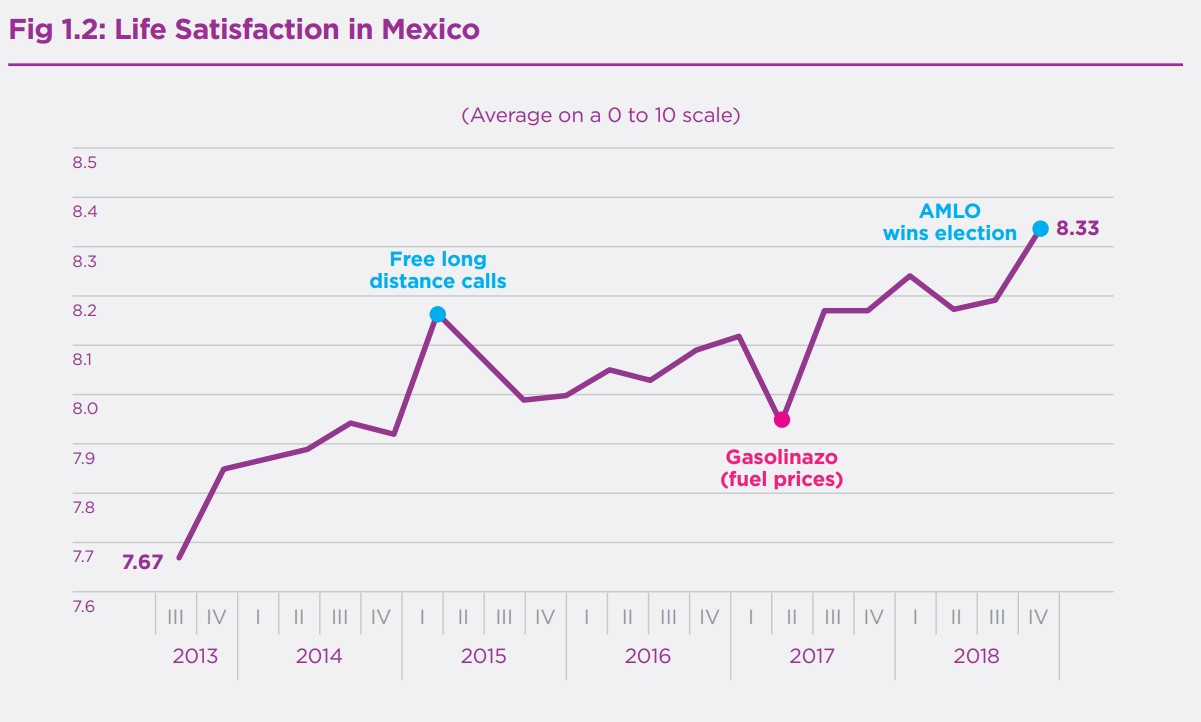 Fig 1.2: Life Satisfaction in Mexico
(Average on a 0 to 10 scale)
8.5
8.4
8.3
8.2
8.1
8.0
7.9
7.8
7.7
7.6
AMLO
wins election
8.33
Free long
distance calls
Gasolinazo
(fuel prices)
7.67
III IV I II III IV I II III IV I II III IV I II III IV I II III IV
2013 2014 2015 2016 2017 2018